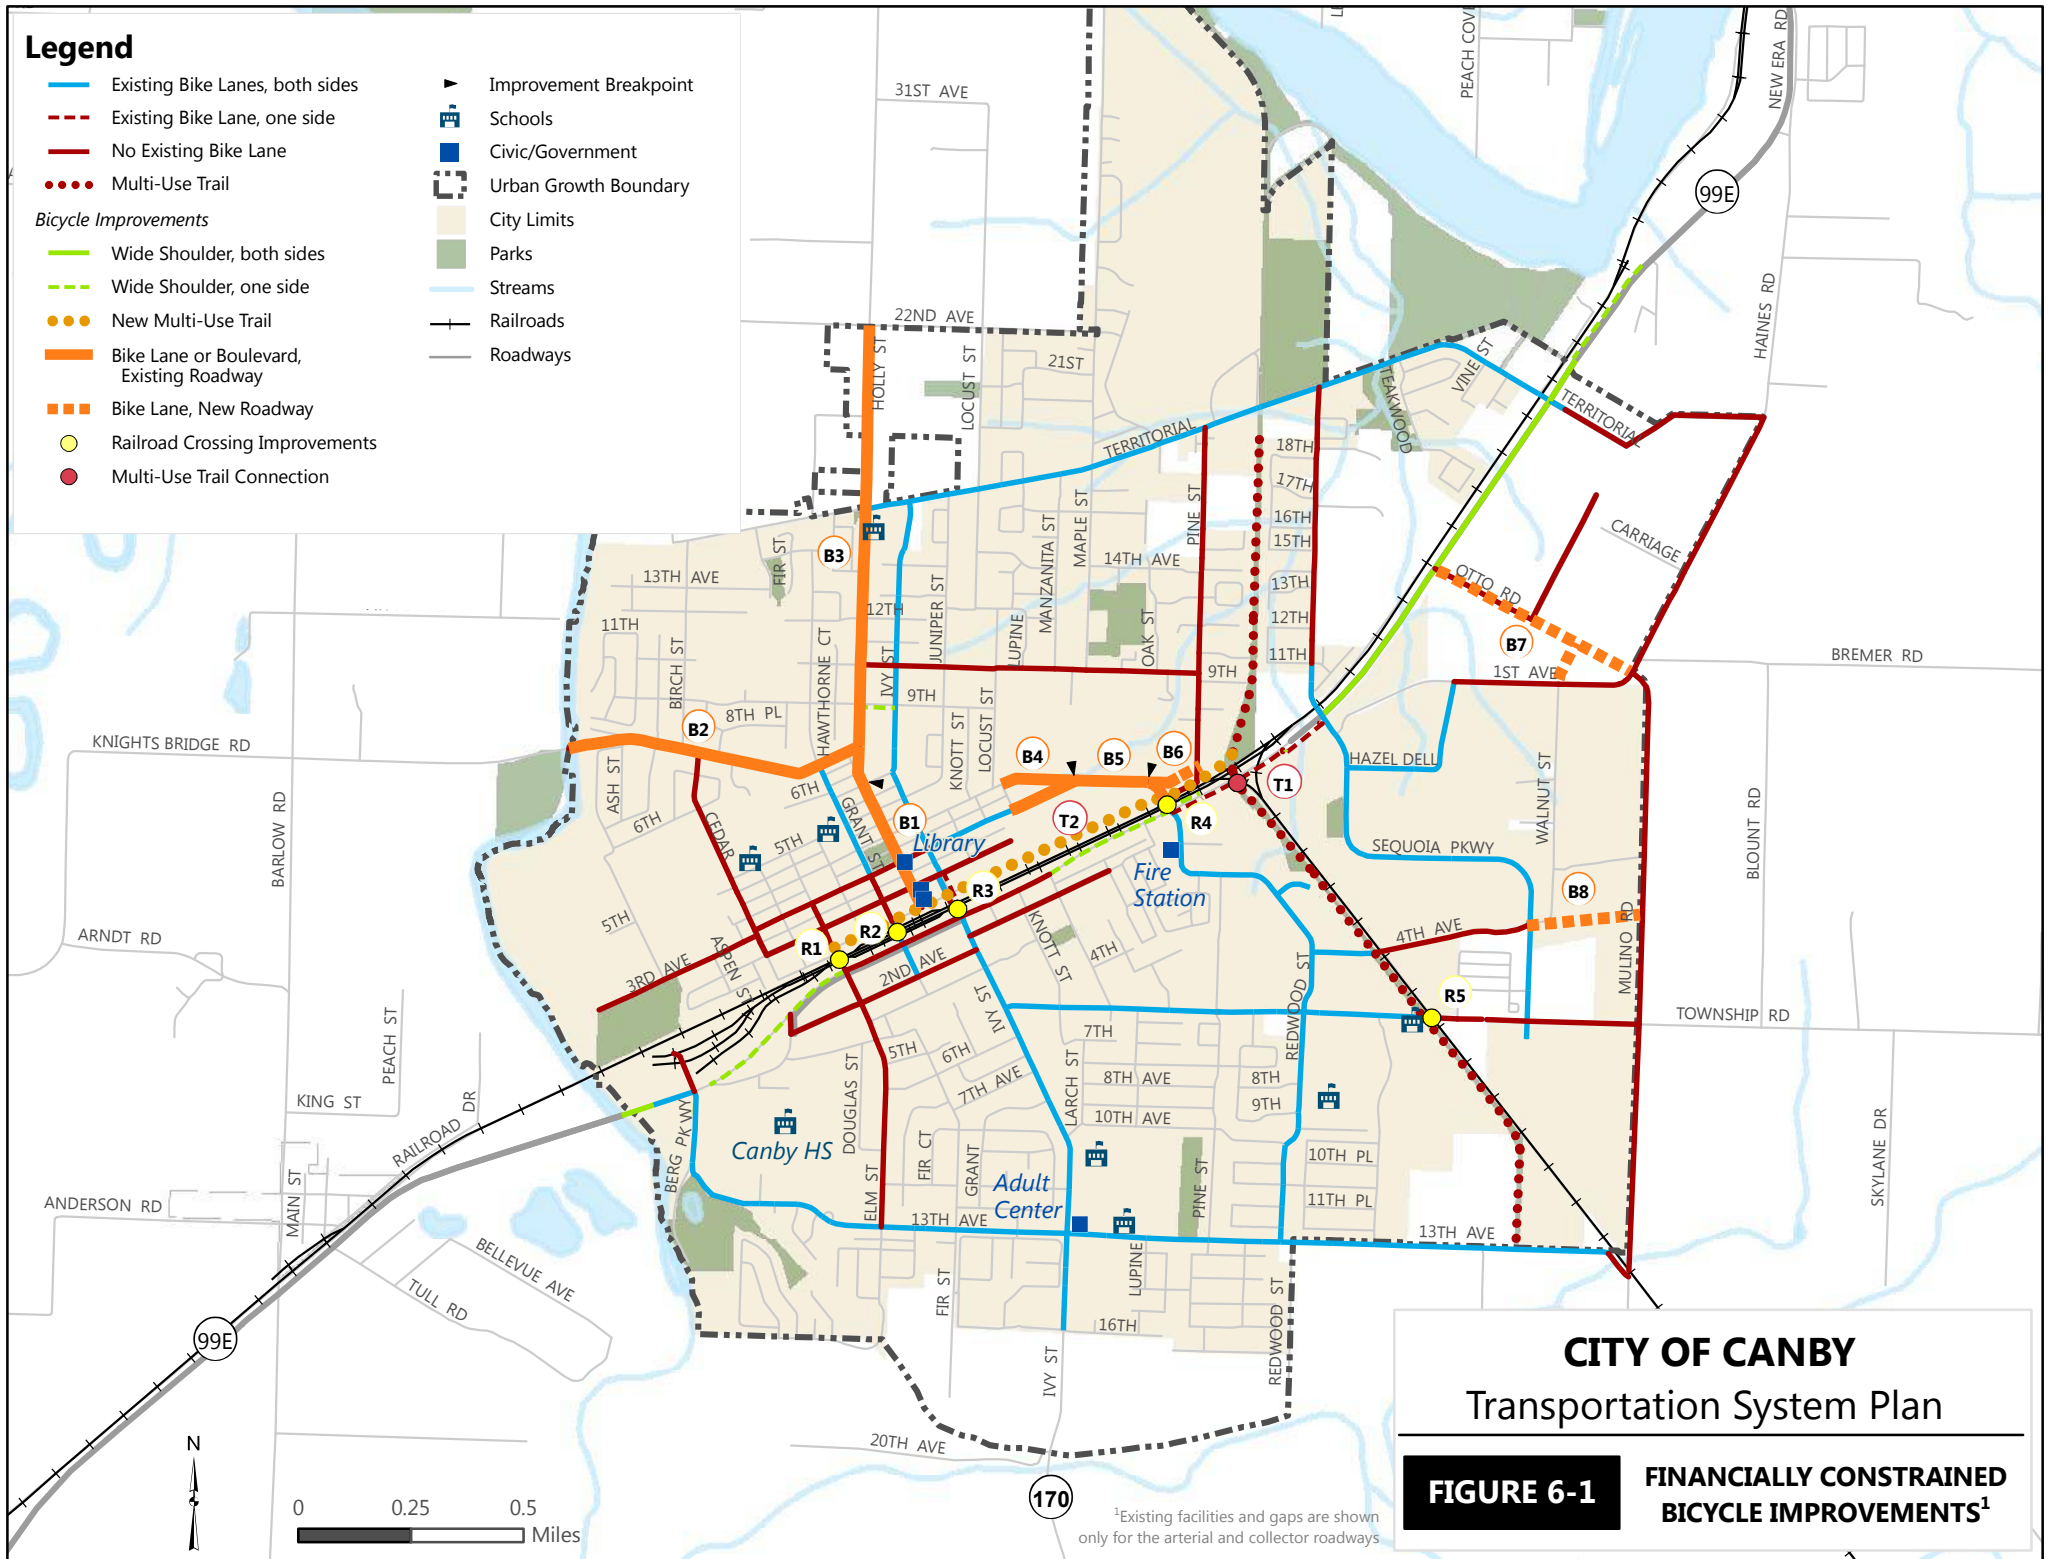 Legend
Existing Bike Lanes, both sides
Existing Bike Lane, one side
No Existing Bike Lane
Multi-Use Trail
Bicycle Improvements
Wide Shoulder, both sides
Wide Shoulder, one side
New Multi-Use Trail
Bike Lane or Boulevard,
Existing Roadway
Bike Lane, New Roadway
Railroad Crossing Improvements
Multi-Use Trail Connection
Improvement Breakpoint
Schools
Civic/Government
Urban Growth Boundary
City Limits
Parks
Streams
Railroads
Roadways
31ST AVE
PEACH COV
NEW ERA RD
99E
22ND AVE
HOLLY ST
LOCUST ST
21ST
TEAKWOOD
VINE ST
HAINES RD
TERRITORIAL
TERRITORIAL
18TH
17TH
16TH
15TH
13TH
12TH
11TH
PINE ST
MAPLE ST
MANZANITA ST
14TH AVE
FIR ST
B3
13TH AVE
12TH
JUNIPER ST
LUPINE
OAK ST
11TH
BIRCH ST
HAWTHORNE CT
IVY ST
9TH
9TH
CARRIAGE
OTTO RD
B7
1ST AVE
BREMER RD
KNIGHTS BRIDGE RD
B2
8TH PL
KNOTT ST
LOCUST ST
B4
B5
B6
T1
HAZEL DELL
WALNUT ST
BLOUNT RD
BARLOW RD
ASH ST
6TH
6TH
CEDAR
5TH
GRANT ST
B1
Library
T2
R4
Fire
Station
SEQUOIA PKWY
B8
5TH
ARNDT RD
3RD AVE
ASPEN ST
R1
R2
R3
2ND AVE
KNOTT ST
4TH
IVY ST
4TH AVE
MULINO RD
REDWOOD ST
R5
TOWNSHIP RD
PEACH ST
KING ST
RAILROAD DR
5TH
6TH
7TH AVE
7TH
8TH AVE
10TH AVE
LARCH ST
8TH
9TH
10TH PL
11TH PL
BERG PKWY
Canby HS
DOUGLAS ST
ELM ST
FIR CT
GRANT
Adult
Center
13TH AVE
PINE ST
13TH AVE
SKYLANE DR
ANDERSON RD
MAIN ST
BELLEVUE AVE
TULL RD
99E
FIR ST
LUPINE
16TH
IVY ST
REDWOOD ST
20TH AVE
170
N
0
0.25
0.5
Miles
1Existing facilities and gaps are shown
only for the arterial and collector roadways
CITY OF CANBY
Transportation System Plan
FIGURE 6-1
FINANCIALLY CONSTRAINED
BICYCLE IMPROVEMENTS1